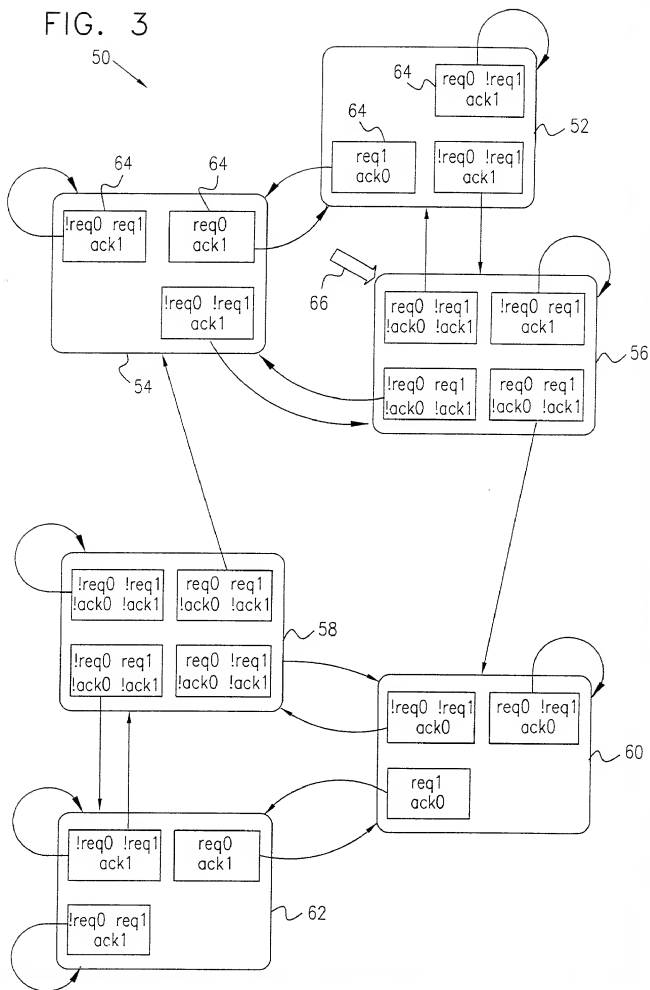 FIG. 3
50
64
req0 !req1
ack1
64
52
req1
ack0
!req0 !req1
ack1
64
64
!req0 req1
ack1
req0
ack1
!req0 !req1
ack1
54
66
req0 !req1
!ack0 !ack1
!req0 req1
ack1
56
!req0 req1
!ack0 !ack1
req0 req1
!ack0 !ack1
!req0 !req1
!ack0 !ack1
req0 req1
!ack0 !ack1
58
!req0 req1
!ack0 !ack1
req0 !req1
!ack0 !ack1
!req0 !req1
ack0
req0 !req1
ack0
60
req1
ack0
!req0 !req1
ack1
req0
ack1
62
!req0 req1
ack1